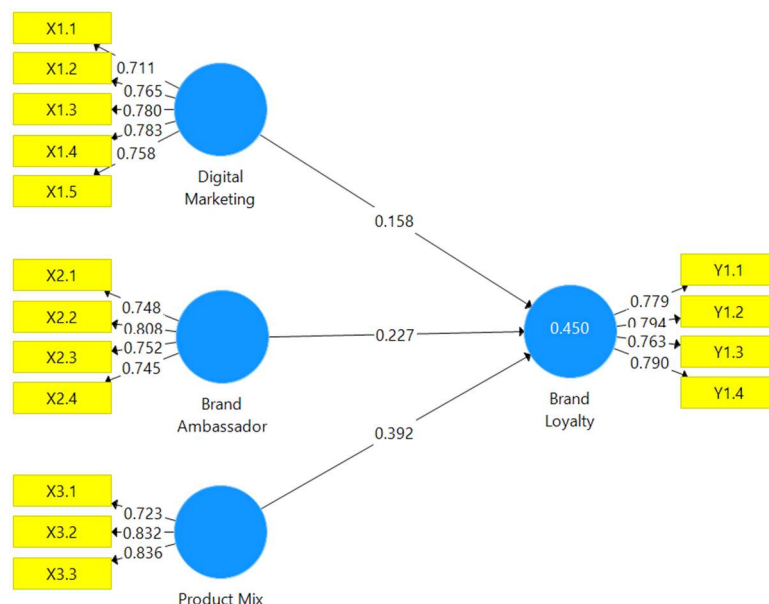 X1.1
X1.2
X1.3
X1.4
X1.5
0.711
0.765
0.780
0.783
0.758
Digital
Marketing
0.158
X2.1
X2.2
X2.3
X2.4
0.748
0.808
0.752
0.745
Brand
Ambassador
0.227
X3.1
X3.2
X3.3
0.723
0.832
0.836
Product Mix
0.392
0.450
Brand
Loyalty
0.779
0.794
0.763
0.790
Y1.1
Y1.2
Y1.3
Y1.4